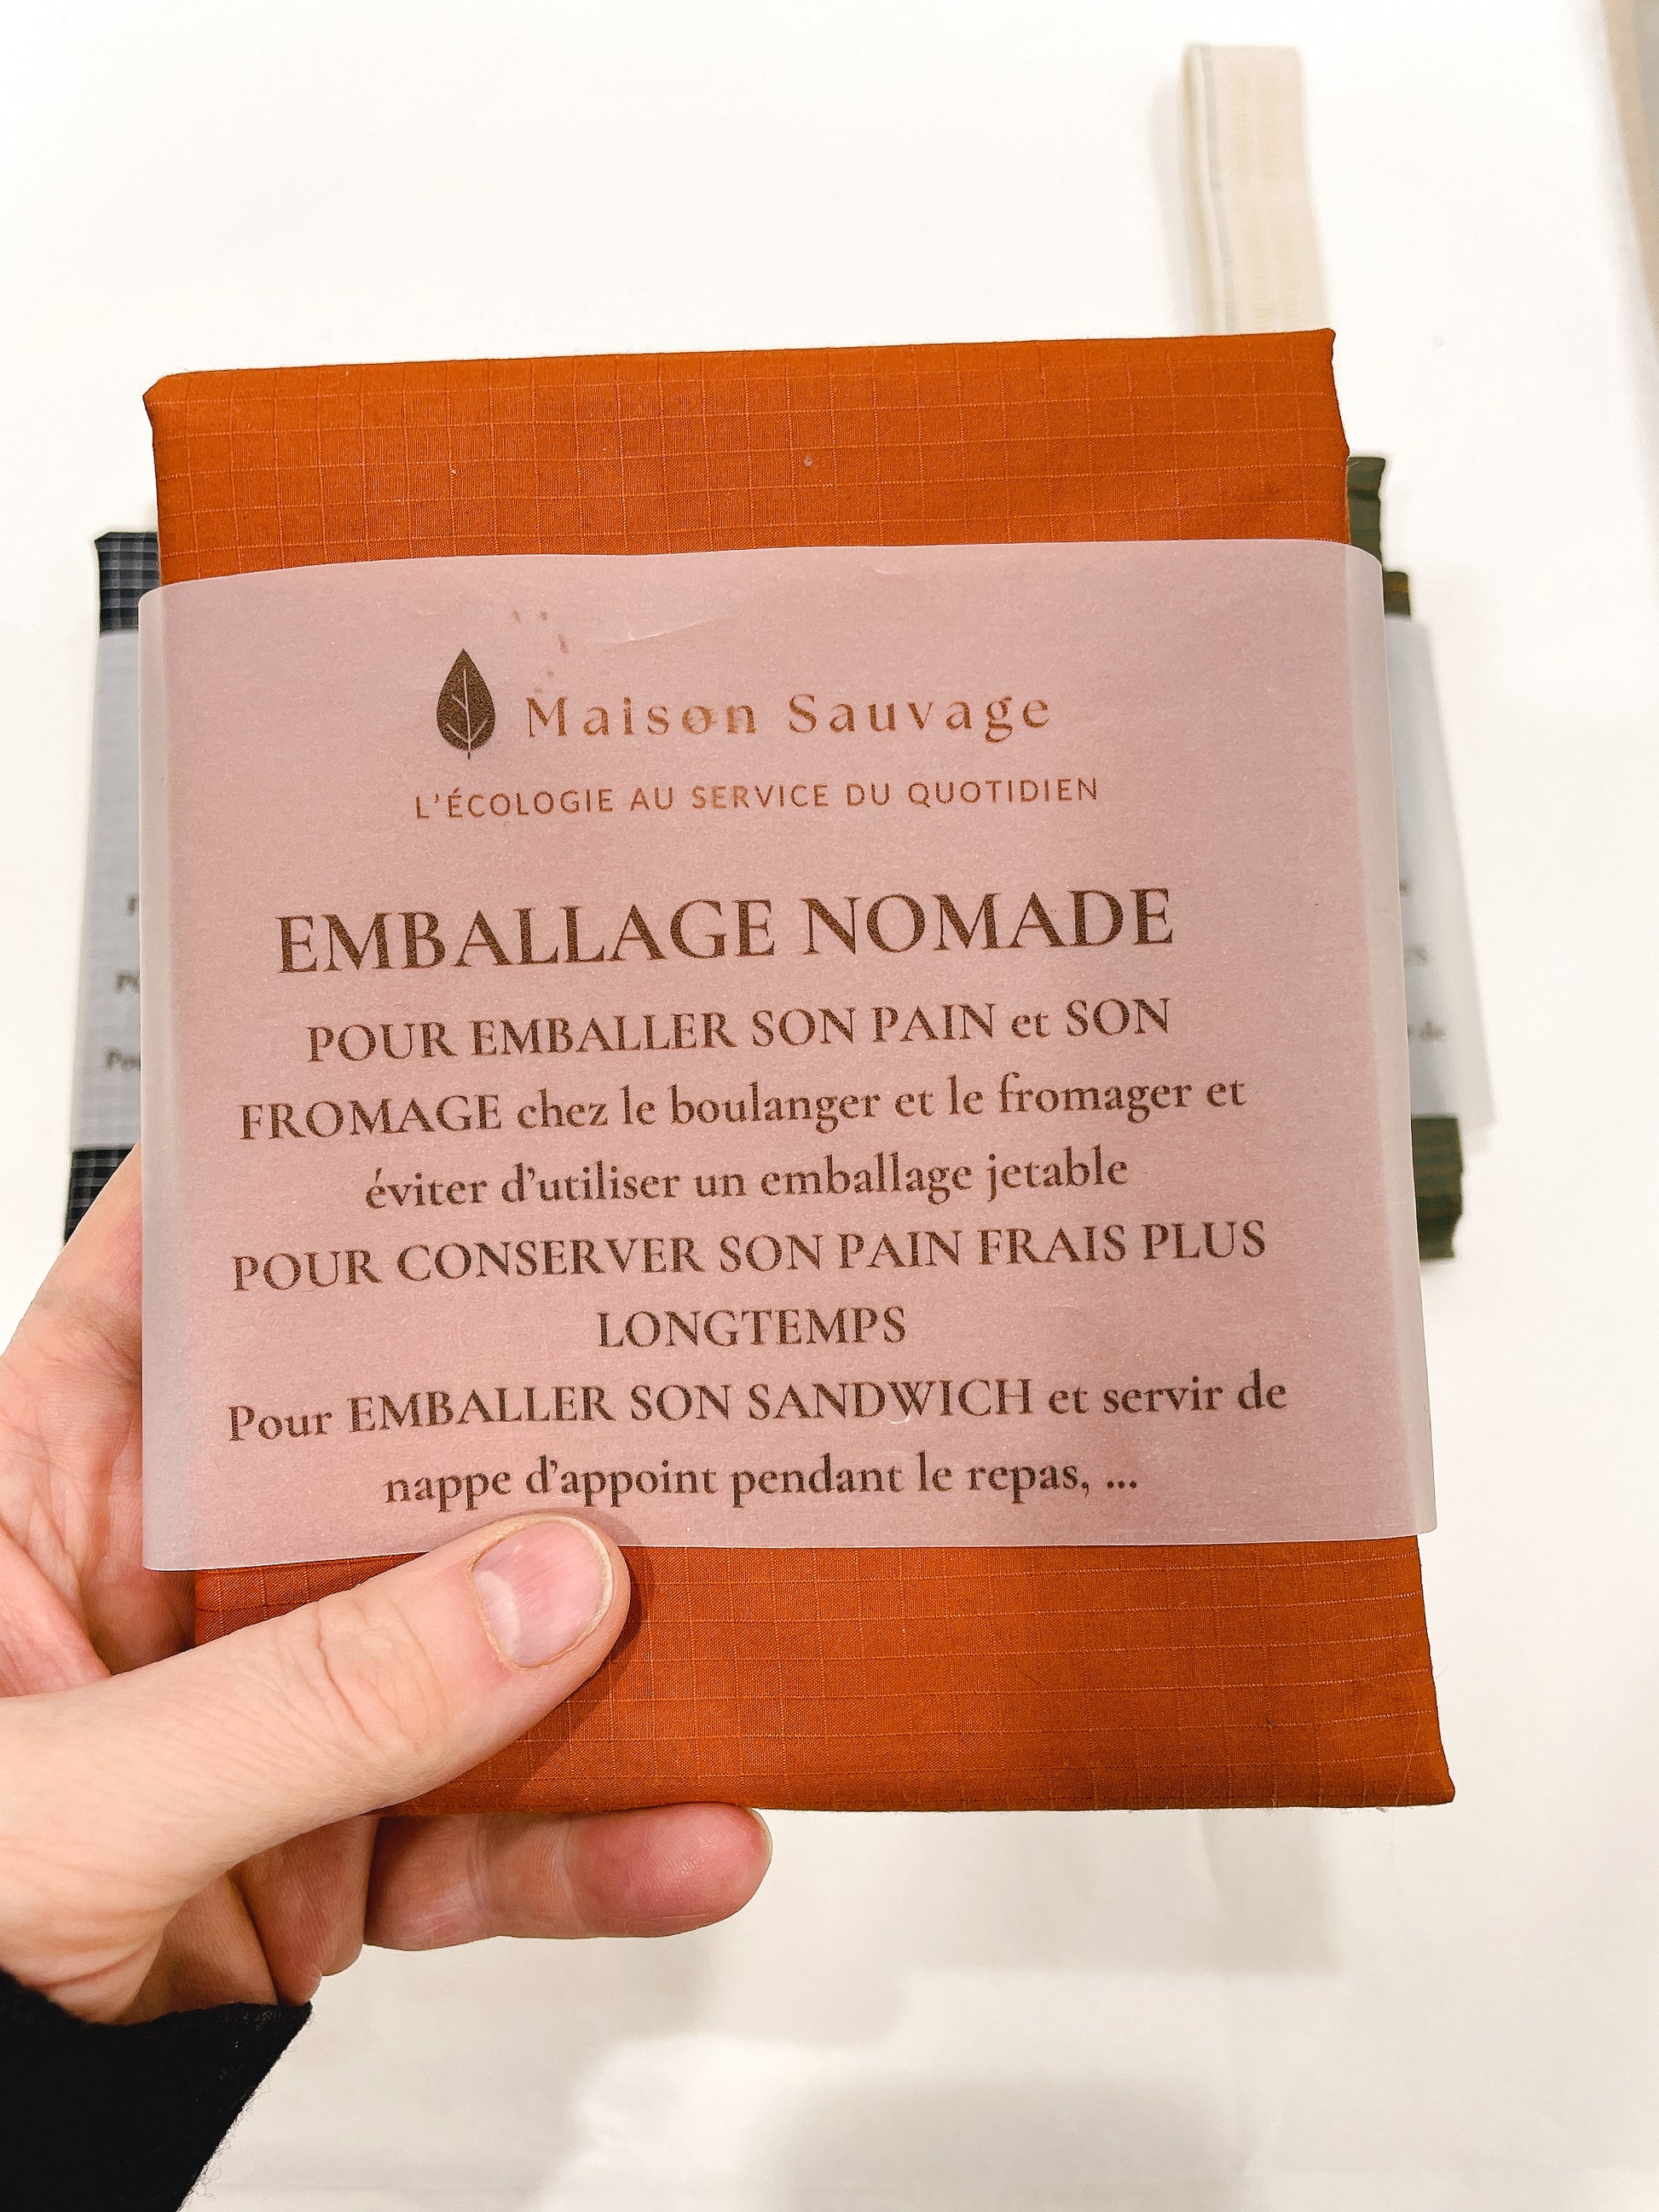 Maison Sauvage
L'ÉCOLOGIE AU SERVICE DU QUOTIDIEN
EMBALLAGE NOMADE
POUR EMBALLER SON PAIN et SON
FROMAGE chez le boulanger et le fromager et
éviter d'utiliser un emballage jetable
POUR CONSERVER SON PAIN FRAIS PLUS
LONGTEMPS
Pour EMBALLER SON SANDWICH et servir de
nappe d'appoint pendant le repas, ...